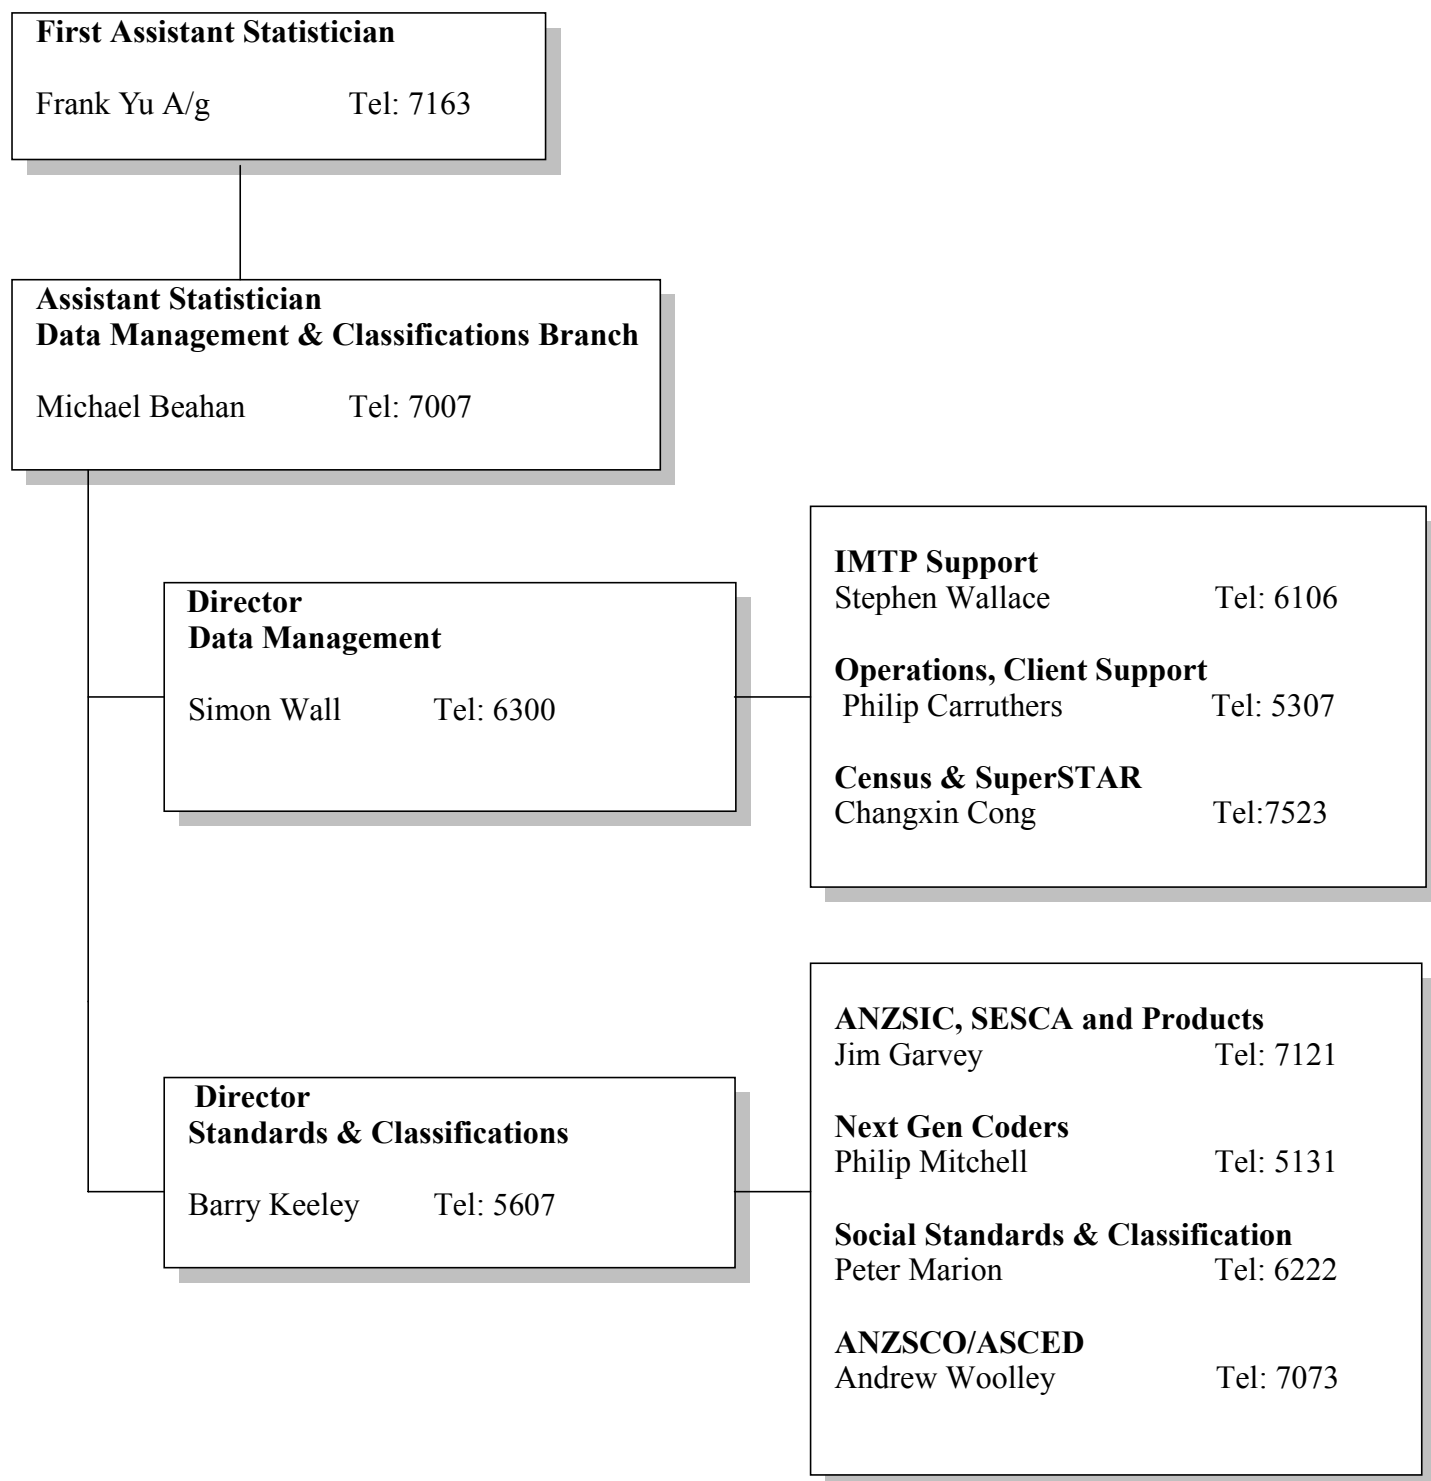 First Assistant Statistician
Frank Yu A/g Tel: 7163
Assistant Statistician
Data Management & Classifications Branch
Michael Beahan Tel: 7007
Director
Data Management
Simon Wall Tel: 6300
IMTP Support
Stephen Wallace Tel: 6106
Operations, Client Support
Philip Carruthers Tel: 5307
Census & SuperSTAR
Changxin Cong Tel:7523
Director
Standards & Classifications
Barry Keeley Tel: 5607
ANZSIC, SESCA and Products
Jim Garvey Tel: 7121
Next Gen Coders
Philip Mitchell Tel: 5131
Social Standards & Classification
Peter Marion Tel: 6222
ANZSCO/ASCED
Andrew Woolley Tel: 7073